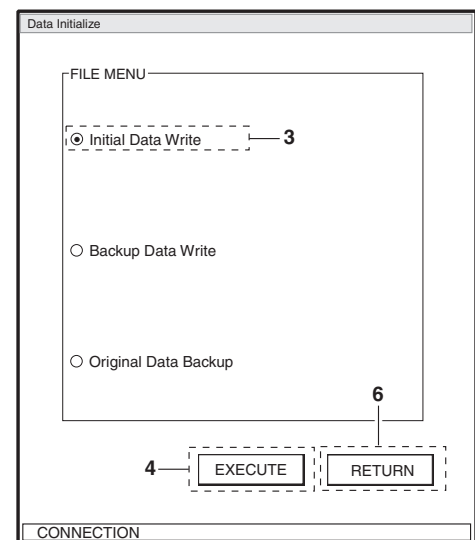 Data Initialize
FILE MENU
Initial Data Write 3
Backup Data Write
Original Data Backup
6
4 EXECUTE RETURN
CONNECTION